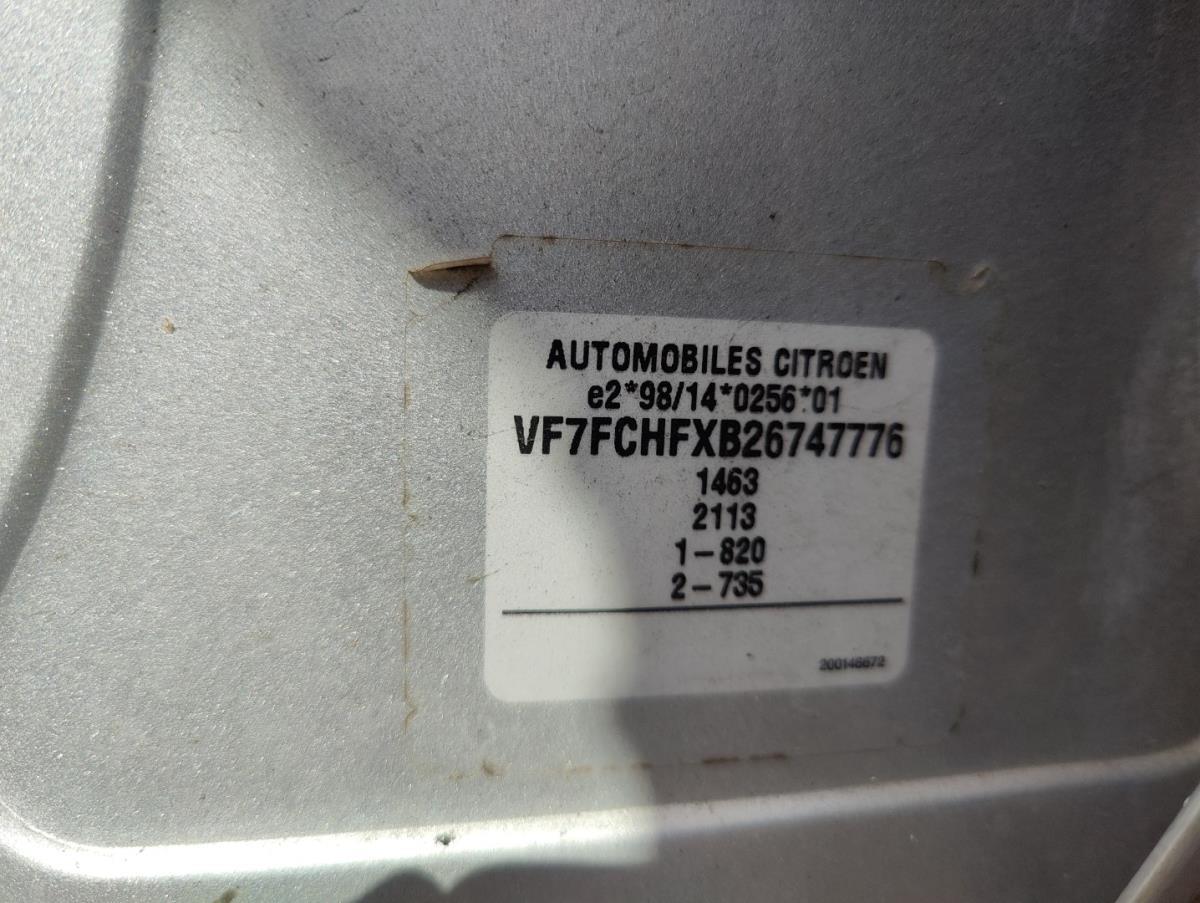 AUTOMOBILES CITROEN
e2*98/14*0256*01
VF7FCHFXB26747776
1463
2113
1-820
2-735
200148672